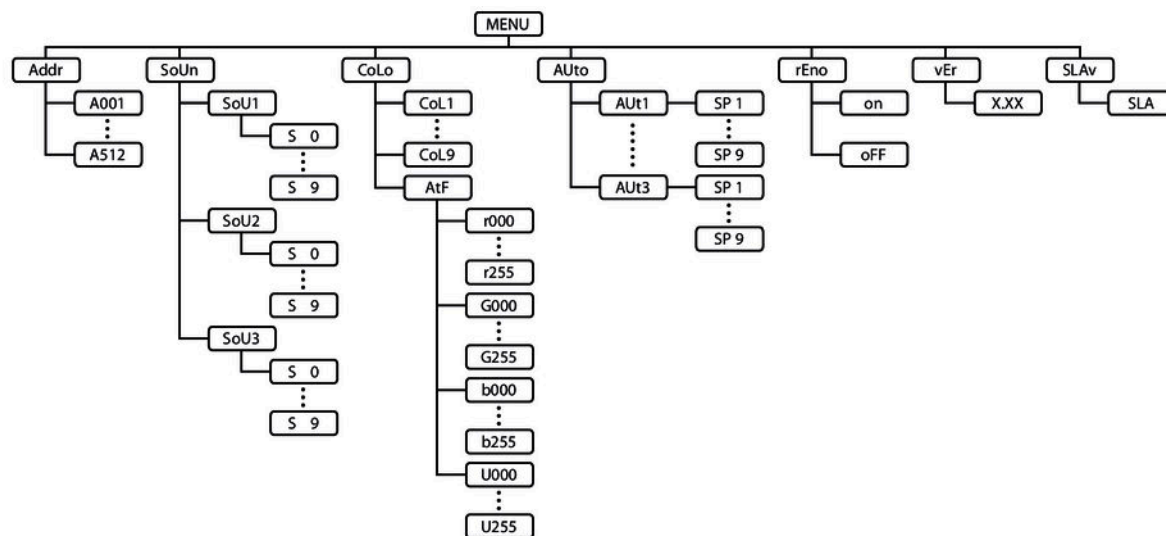 MENU
Addr SoUn CoLo AUto rEno vEr SLAv
A001 SoU1 CoL1 AUt1 SP 1 on X.XX SLA
S 0
A512 CoL9 SP 9 oFF
S 9 AtF AUt3 SP 1
SoU2 r000
S 0 SP 9
r255
S 9 G000
SoU3
S 0 G255
b000
S 9
b255
U000
U255